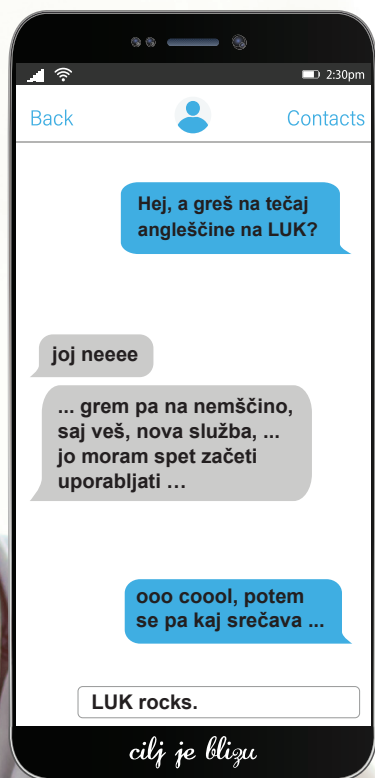 2:30pm
Back
Contacts
Hej, a greš na tečaj
angleščine na LUK?
joj neeee
... grem pa na nemščino,
saj veš, nova služba, ...
jo moram spet začeti
uporabljati ...
ooo coool, potem
se pa kaj srečava ...
LUK rocks.
cilj je blizu